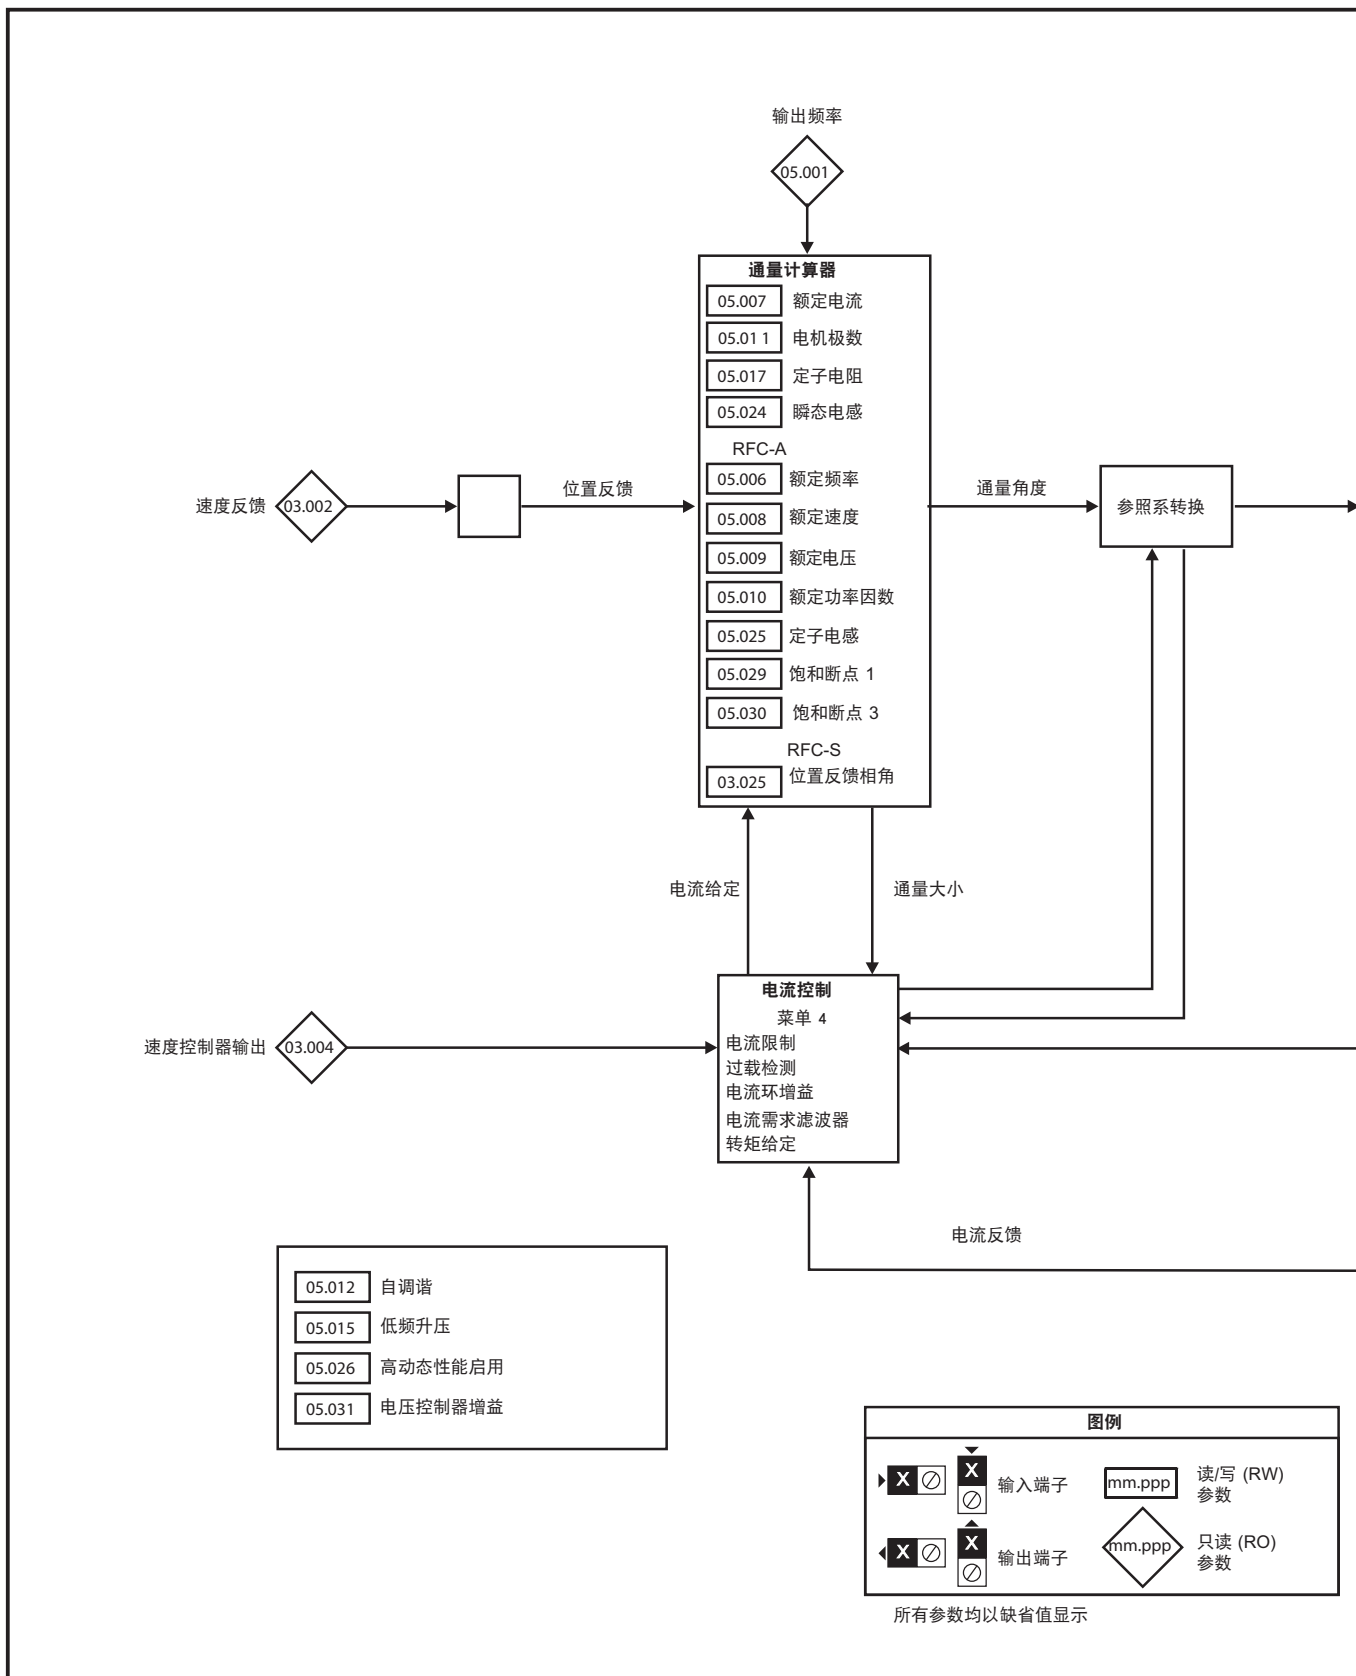 输出频率
05.001
通量计算器
05.007 额定电流
05.01 1 电机极数
05.017 定子电阻
05.024 瞬态电感
RFC-A
05.006 额定频率
05.008 额定速度
05.009 额定电压
05.010 额定功率因数
05.025 定子电感
05.029 饱和断点 1
05.030 饱和断点 3
RFC-S
03.025 位置反馈相角
速度反馈 03.002
位置反馈
通量角度
参照系转换
电流给定
通量大小
速度控制器输出 03.004
电流控制
菜单 4
电流限制
过载检测
电流环增益
电流需求滤波器
转矩给定
电流反馈
05.012 自调谐
05.015 低频升压
05.026 高动态性能启用
05.031 电压控制器增益
图例
X X 输入端子
mm.ppp 读/写 (RW)
参数
X X 输出端子
mm.ppp 只读 (RO)
参数
所有参数均以缺省值显示